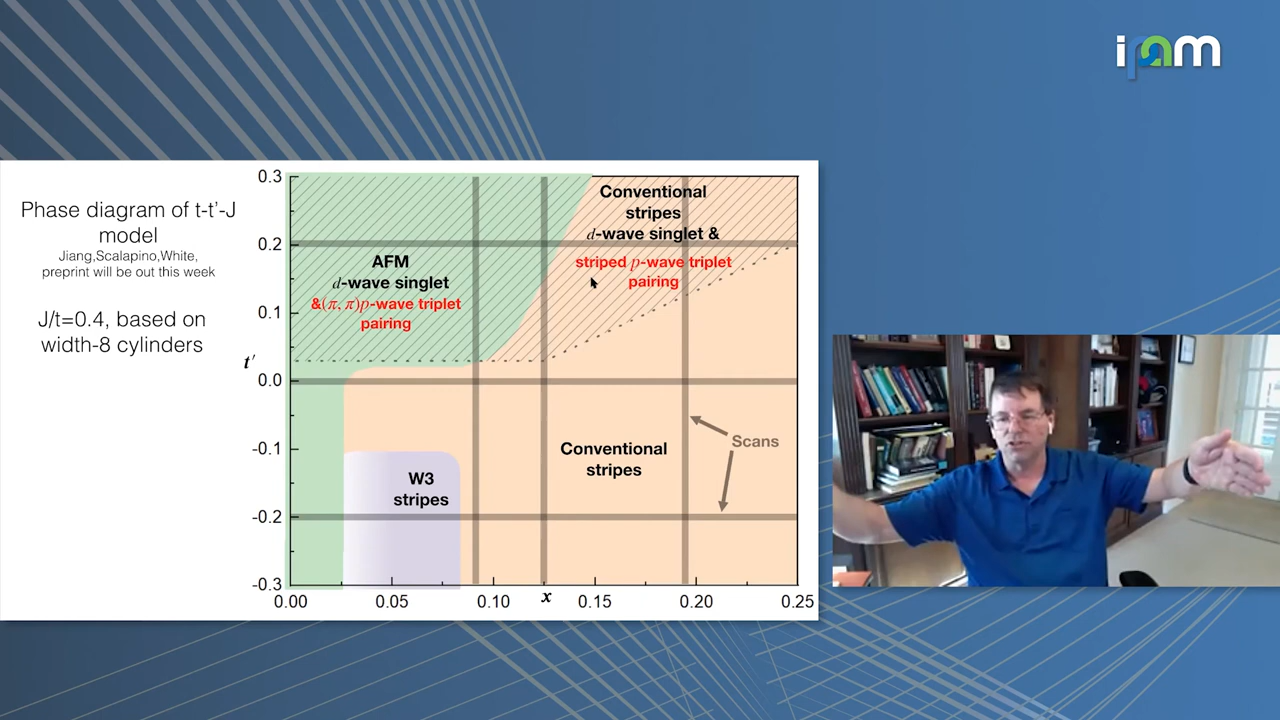 ipam
Phase diagram of t-t'-J
model
Jiang,Scalapino,White,
preprint will be out this week
J/t=0.4, based on
width-8 cylinders
0.3
0.2
0.1
0.0
-0.1
-0.2
-0.3
t′
0.00
0.05
0.10
0.15
0.20
0.25
x
AFM
d-wave singlet
&(π, π)p-wave triplet
pairing
Conventional
stripes
d-wave singlet &
striped p-wave triplet
pairing
W3
stripes
Conventional
stripes
Scans